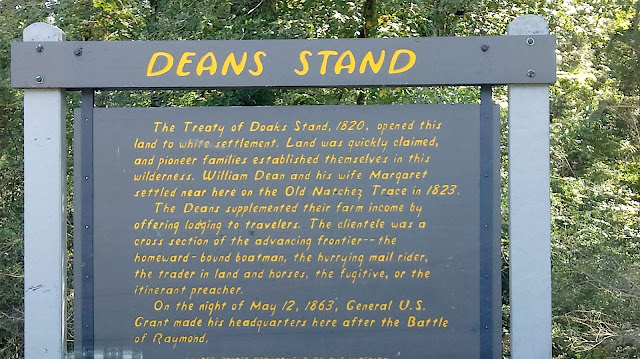 DEANS STAND
The Treaty of Doaks Stand, 1820, opened this
land to white settlement. Land was quickly claimed,
and pioneer families established themselves in this
wilderness. William Dean and his wife Margaret
settled near here on the Old Natchez Trace in 1823.
The Deans supplemented their farm income by
offering lodging to travelers. The clientele was a
cross section of the advancing frontier--the
homeward-bound boatman, the hurrying mail rider,
the trader in land and horses, the fugitive, or the
itinerant preacher.
On the night of May 12, 1863, General U.S.
Grant made his headquarters here after the Battle
of Raymond.